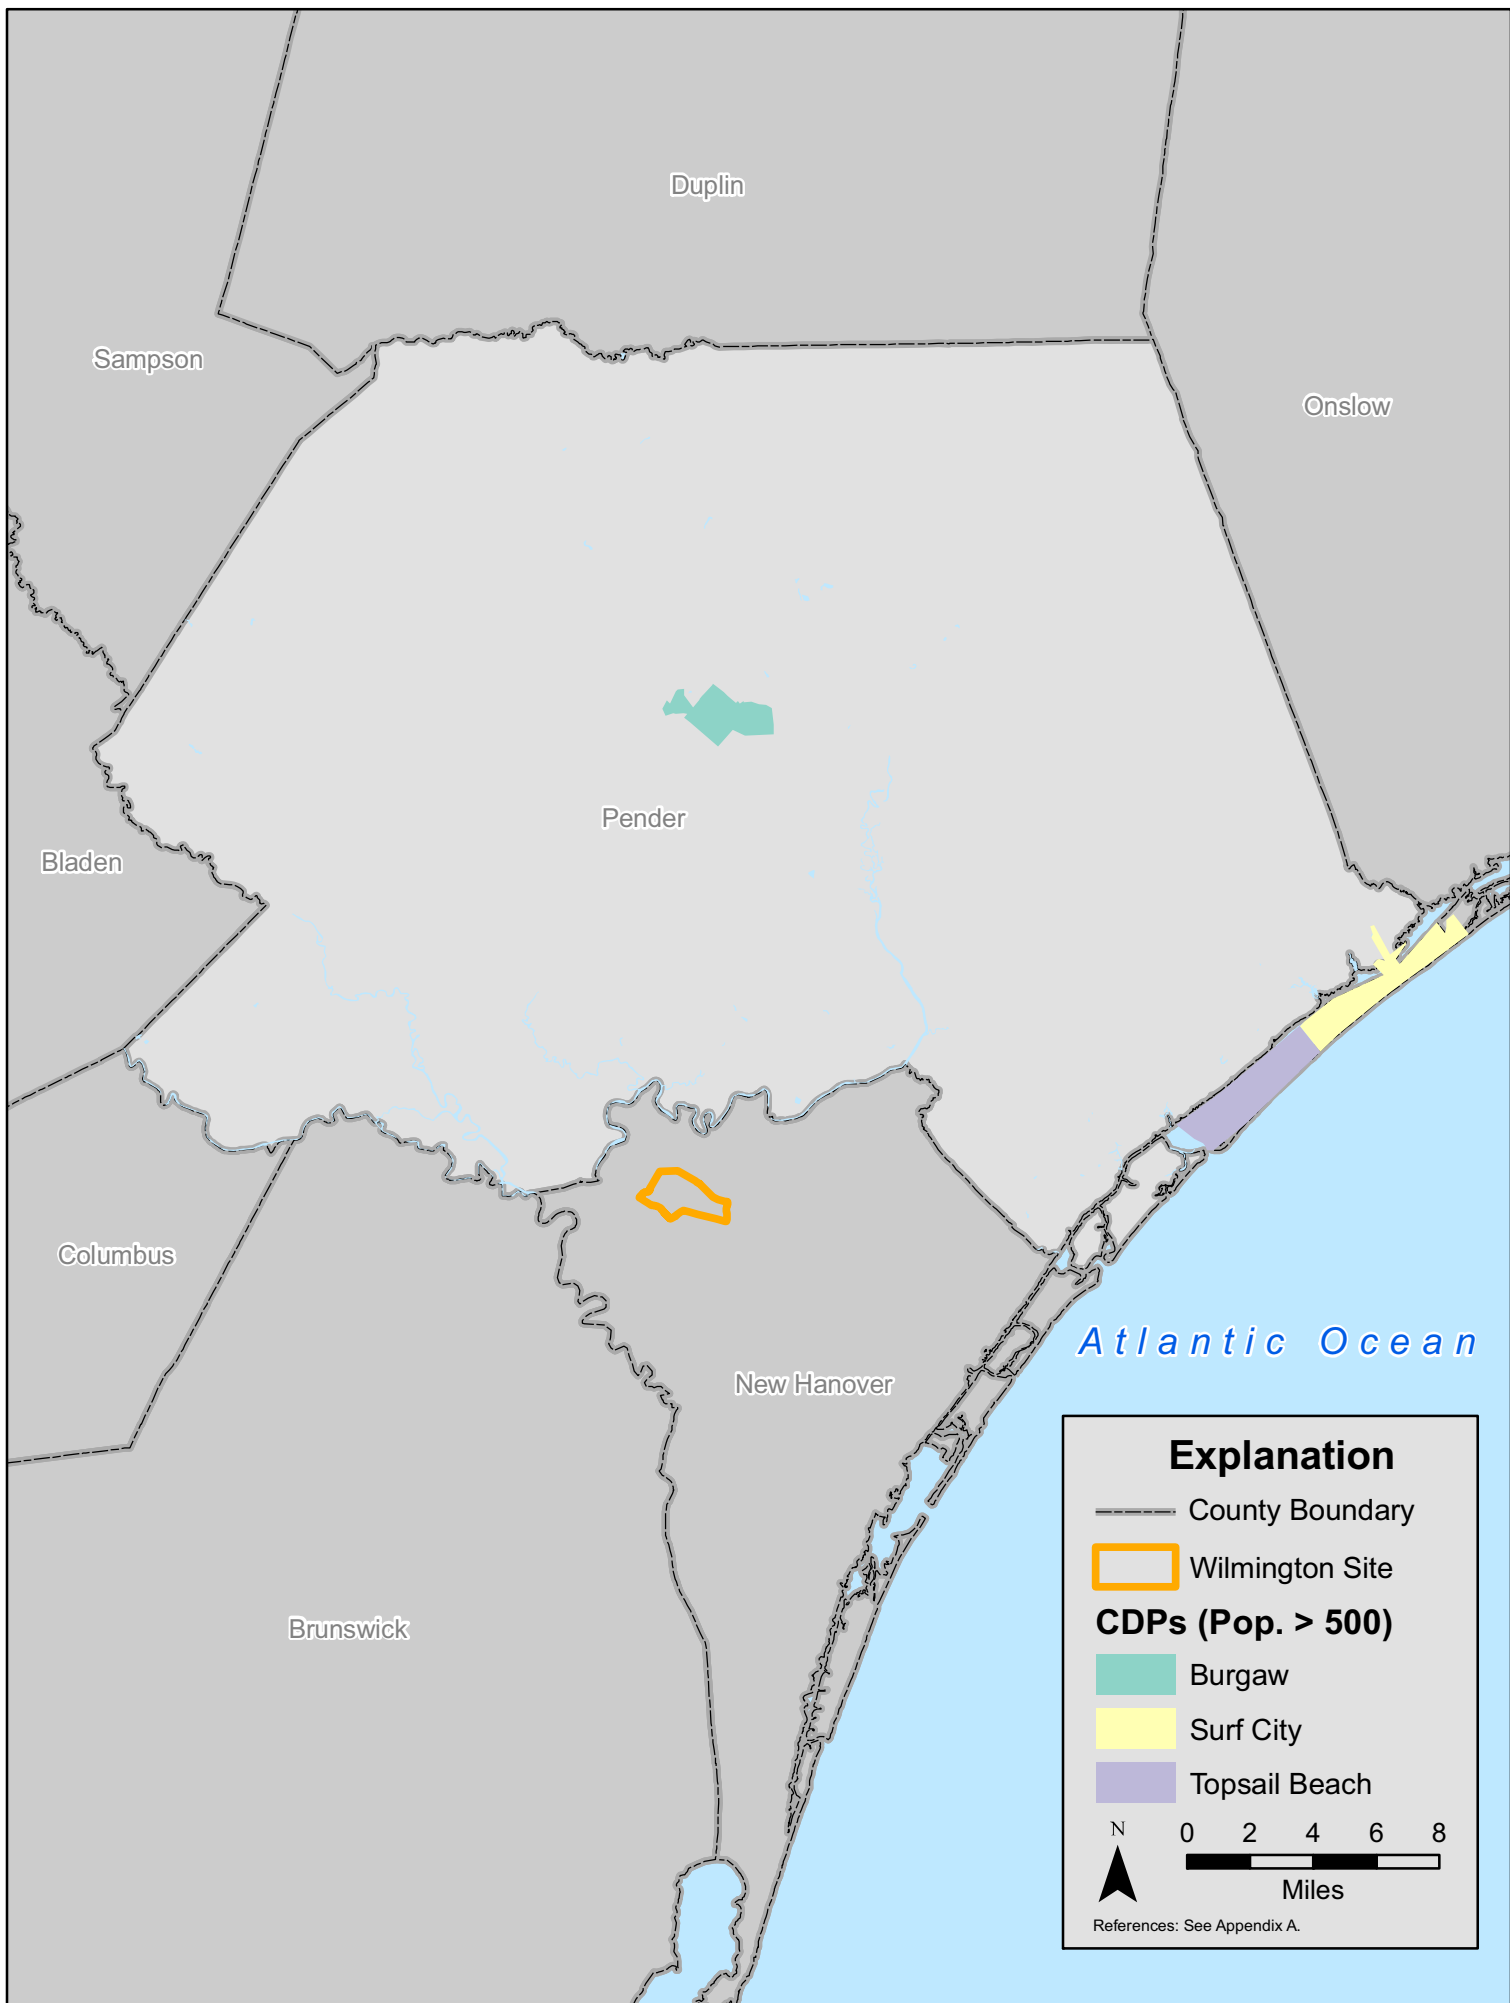 Duplin
Sampson
Onslow
Pender
Bladen
Columbus
Atlantic Ocean
New Hanover
Brunswick
Explanation
County Boundary
Wilmington Site
CDPs (Pop. > 500)
Burgaw
Surf City
Topsail Beach
N
0 2 4 6 8
Miles
References: See Appendix A.